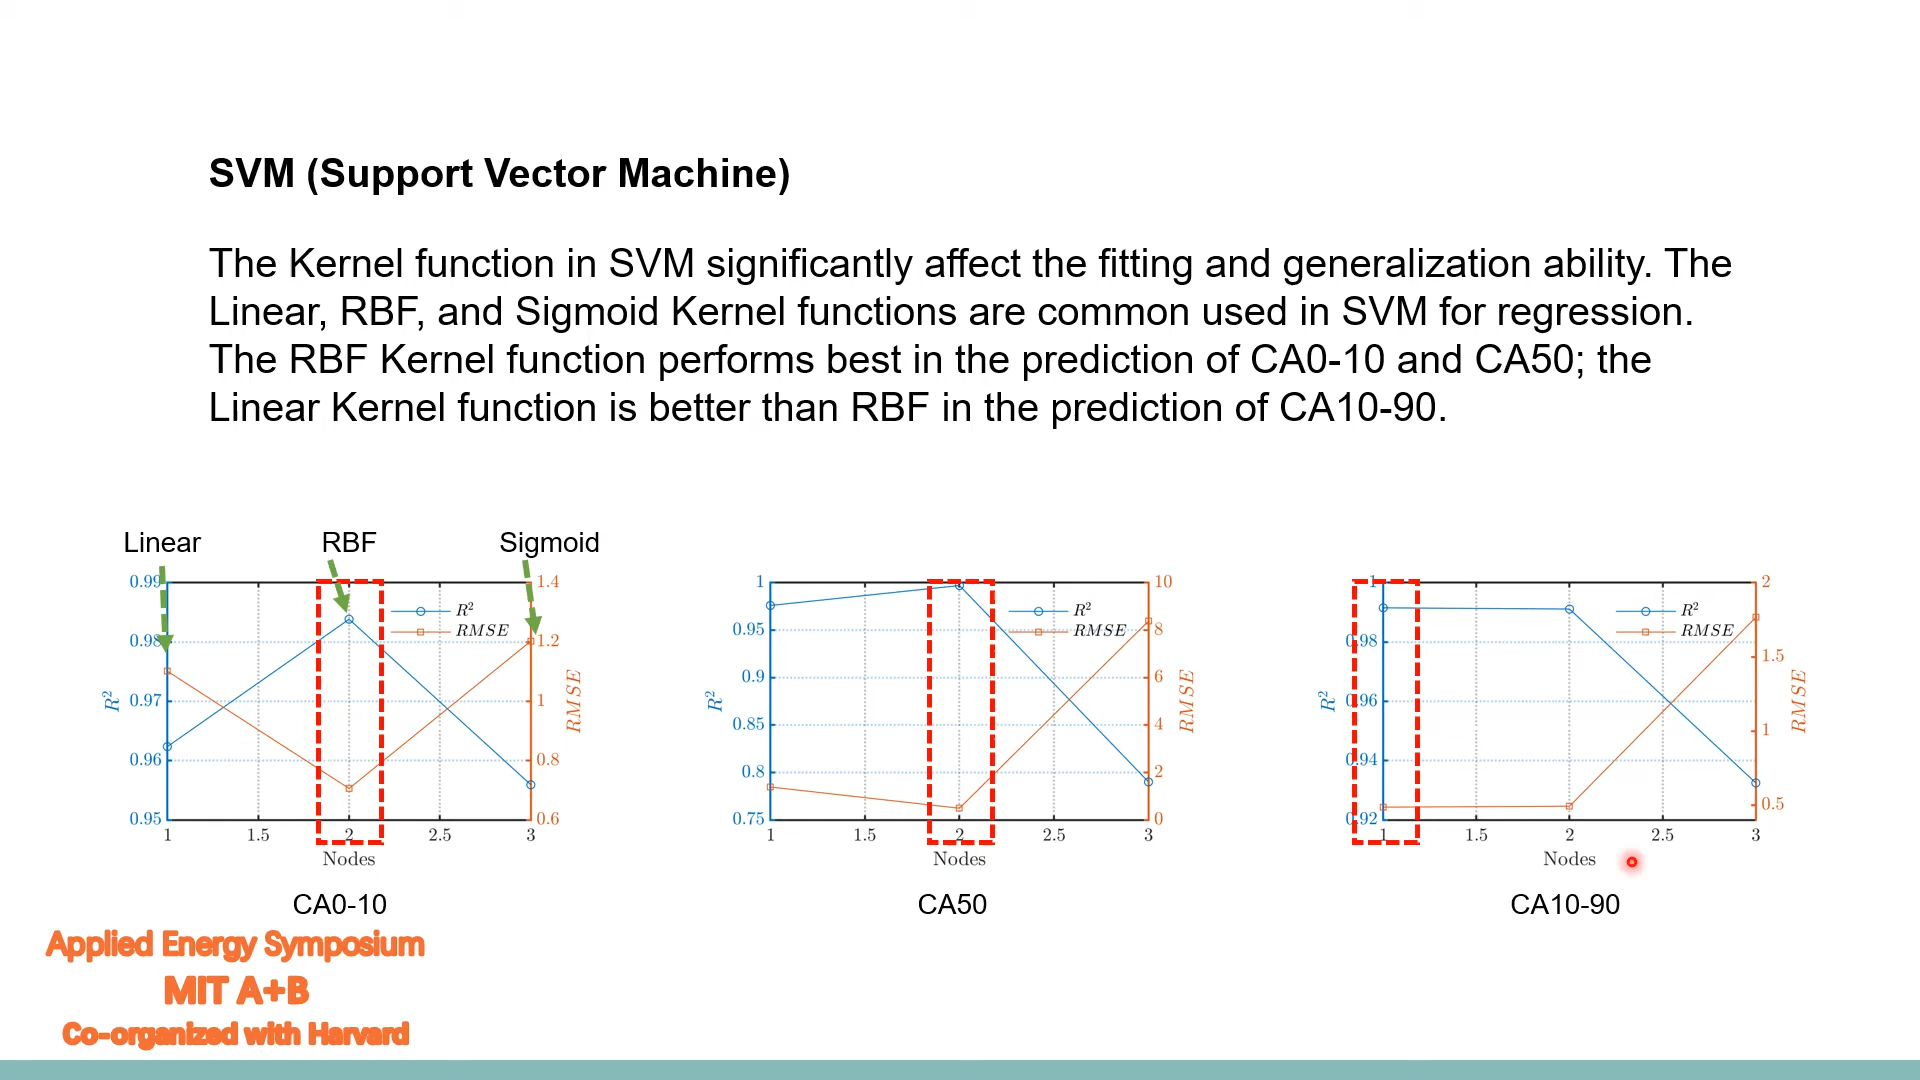 SVM (Support Vector Machine)
The Kernel function in SVM significantly affect the fitting and generalization ability. The
Linear, RBF, and Sigmoid Kernel functions are common used in SVM for regression.
The RBF Kernel function performs best in the prediction of CA0-10 and CA50; the
Linear Kernel function is better than RBF in the prediction of CA10-90.
Linear
RBF
Sigmoid
0.99
0.98
0.97
0.96
0.95
R²
1.4
1.2
1
0.8
0.6
RMSE
R²
RMSE
1 1.5 2 2.5 3
Nodes
CA0-10
1
0.95
0.9
0.85
0.8
0.75
R²
10
8
6
4
2
0
RMSE
R²
RMSE
1 1.5 2 2.5 3
Nodes
CA50
1
0.98
0.96
0.94
0.92
R²
2
1.5
1
0.5
RMSE
R²
RMSE
1 1.5 2 2.5 3
Nodes
CA10-90
Applied Energy Symposium
MIT A+B
Co-organized with Harvard